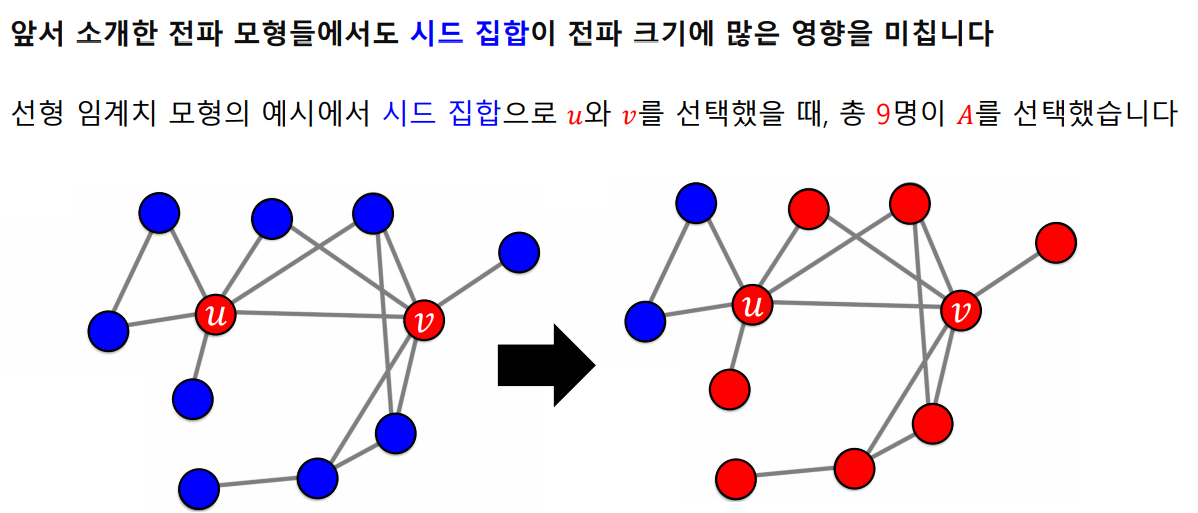 앞서 소개한 전파 모형들에서도 시드 집합이 전파 크기에 많은 영향을 미칩니다
선형 임계치 모형의 예시에서 시드 집합으로 u와 v를 선택했을 때, 총 9명이 A를 선택했습니다
u
v
u
v